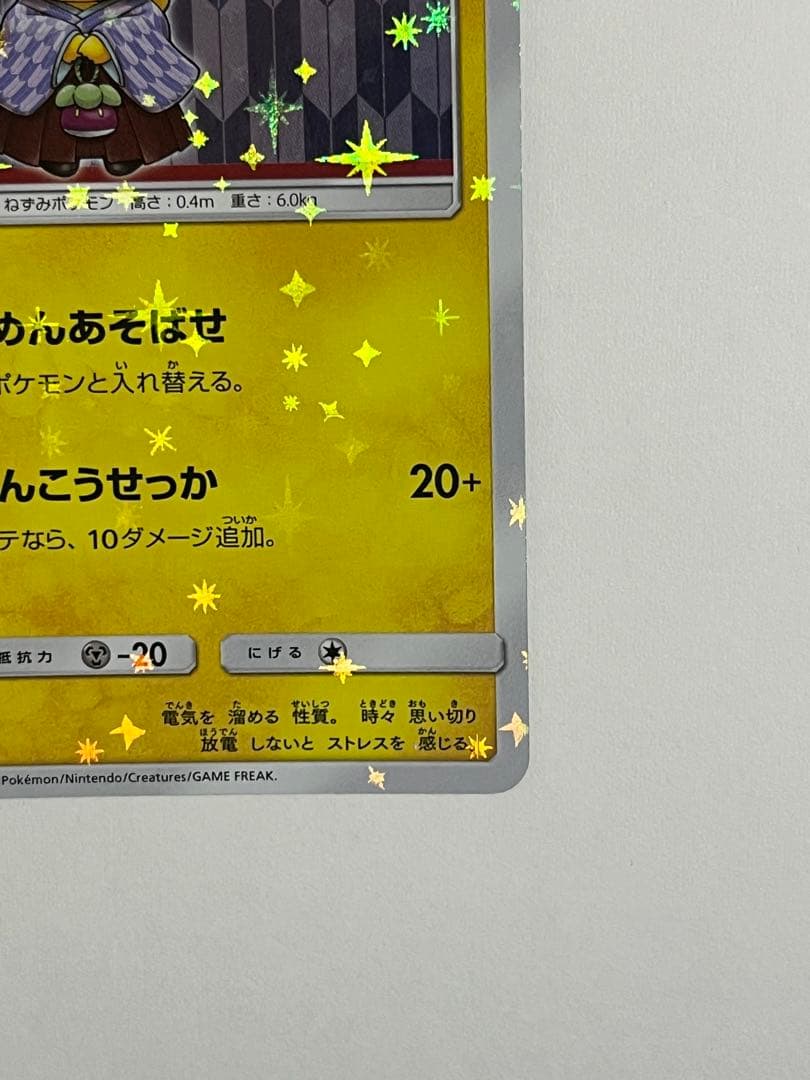 ねずみポケモン 高さ：0.4m 重さ：6.0kg
めんあそばせ
ポケモンと入れ替える。
んこうせっか 20+
テなら、10ダメージ追加。
抵抗力 -20 にげる
電気を 溜める 性質。 時々 思い切り
放電 しないと ストレスを 感じる。
Pokémon/Nintendo/Creatures/GAME FREAK.